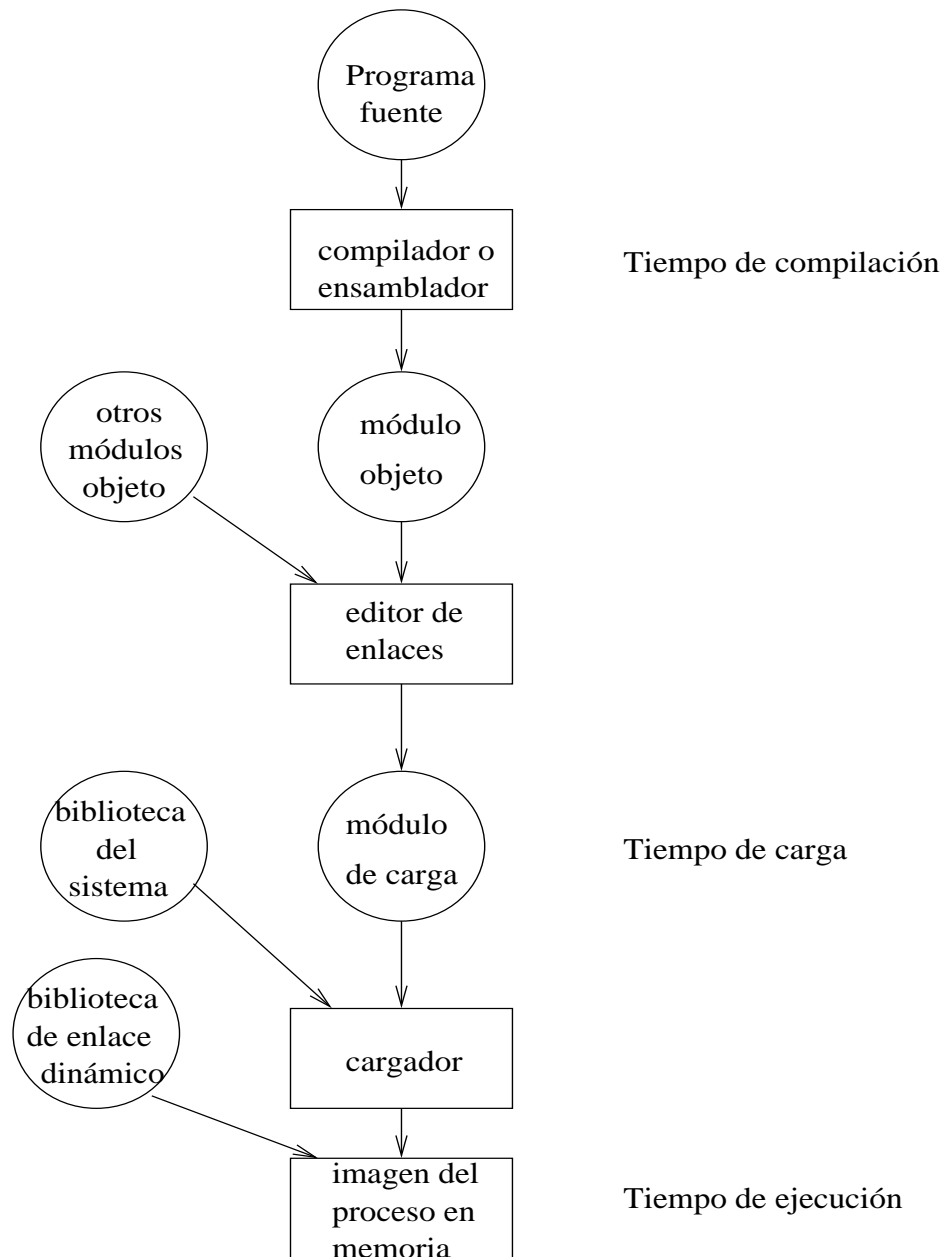 Programa
fuente
compilador o
ensamblador
Tiempo de compilación
otros
módulos
objeto
módulo
objeto
editor de
enlaces
biblioteca
del
sistema
módulo
de carga
Tiempo de carga
biblioteca
de enlace
dinámico
cargador
imagen del
proceso en
memoria
Tiempo de ejecución